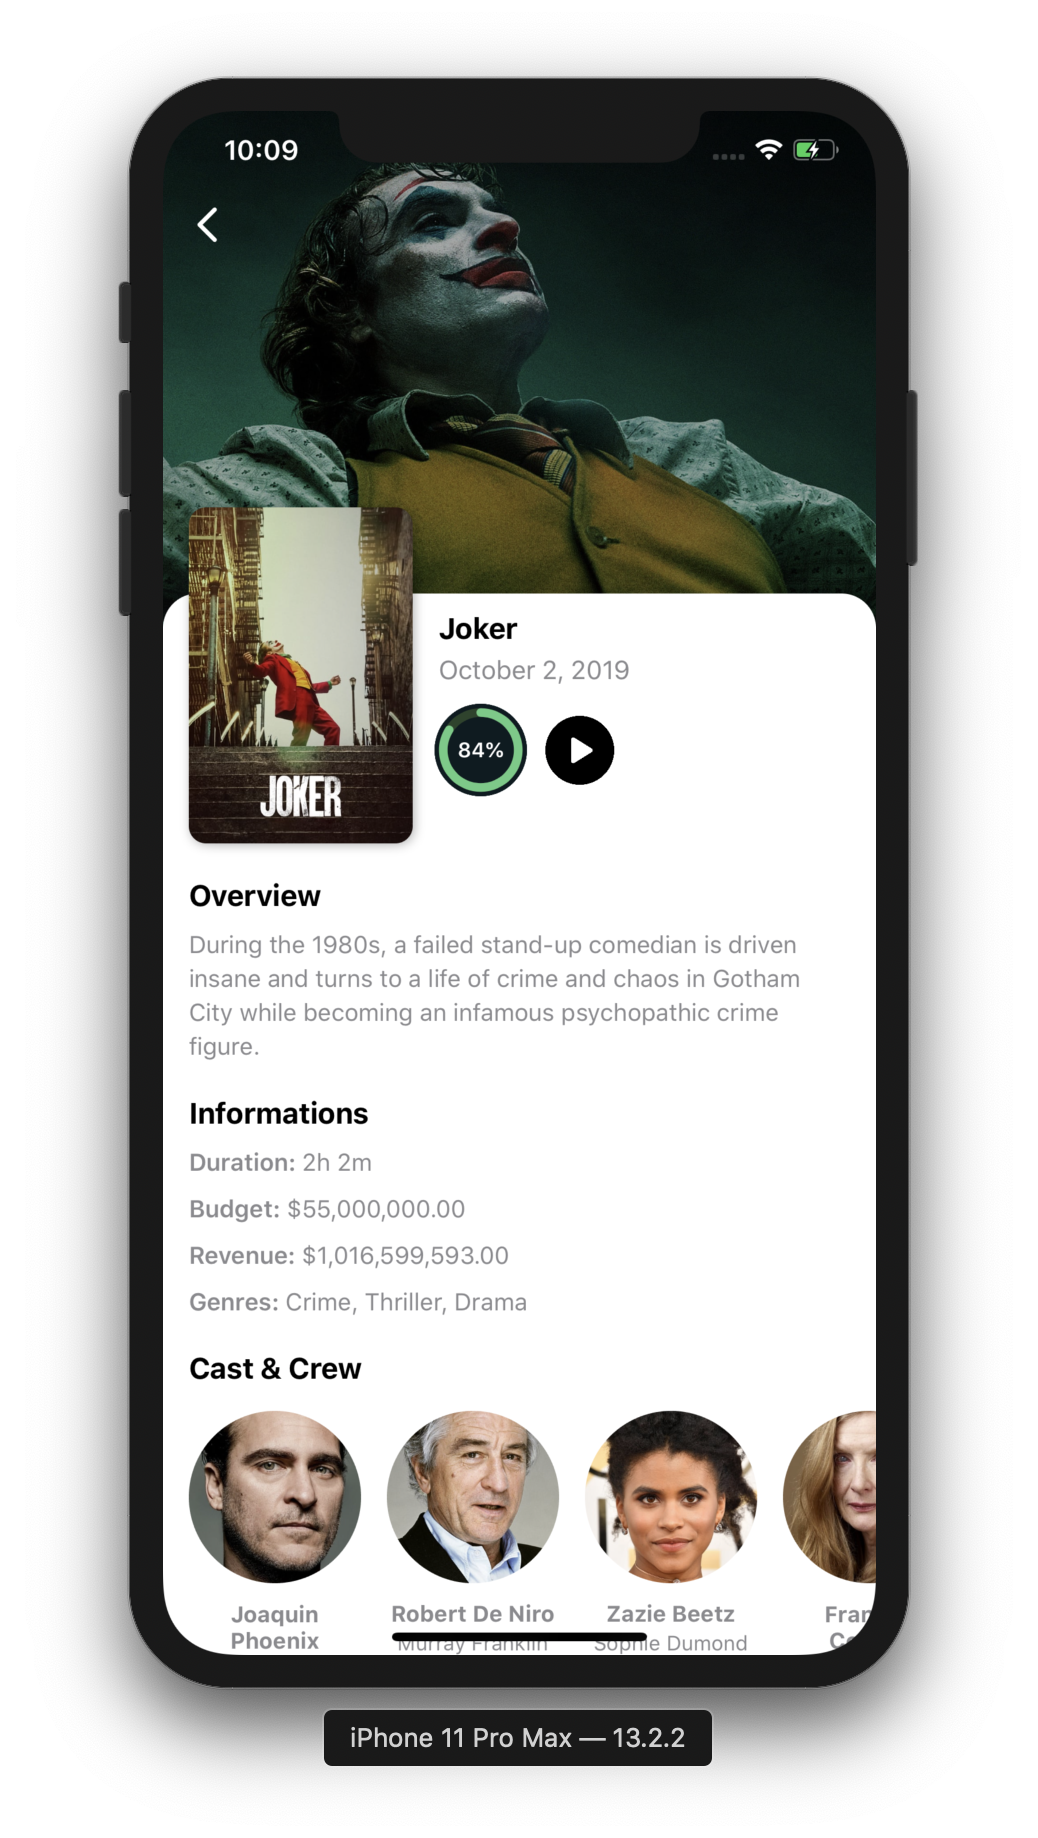 10:09
Joker
October 2, 2019
84%
JOKER
Overview
During the 1980s, a failed stand-up comedian is driven
insane and turns to a life of crime and chaos in Gotham
City while becoming an infamous psychopathic crime
figure.
Informations
Duration: 2h 2m
Budget: $55,000,000.00
Revenue: $1,016,599,593.00
Genres: Crime, Thriller, Drama
Cast & Crew
Joaquin
Phoenix
Robert De Niro
Murray Franklin
Zazie Beetz
Sophie Dumond
iPhone 11 Pro Max — 13.2.2